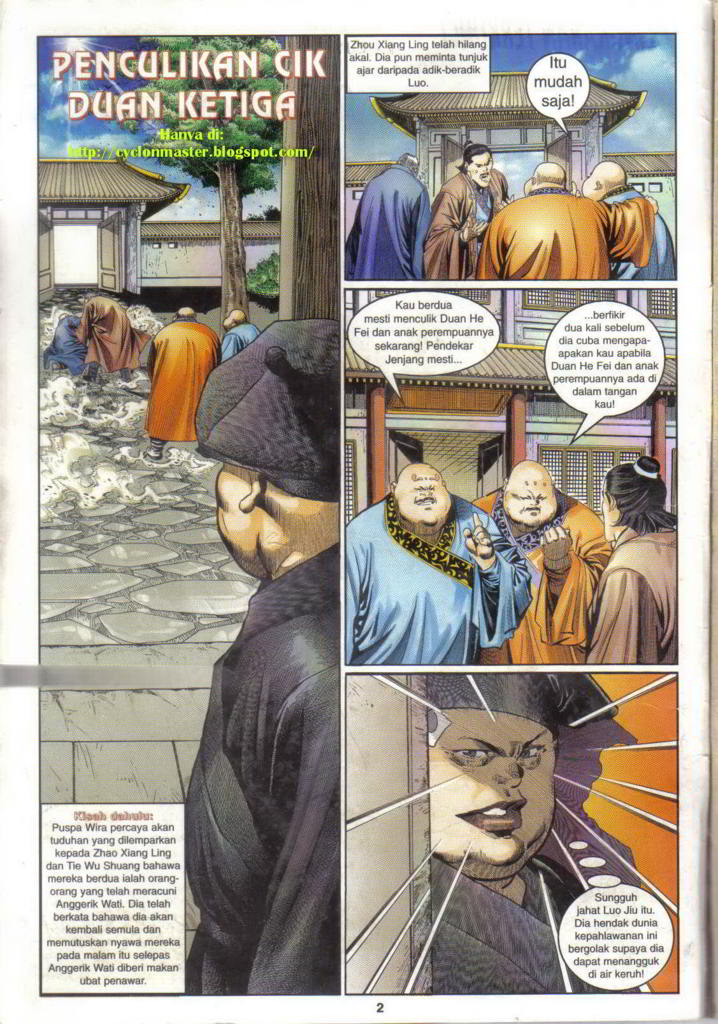 PENCULIKAN CIK
DUAN KETIGA
Hanya di:
http://cyclonmaster.blogspot.com/
Kisah dahulu:
Puspa Wira percaya akan
tuduhan yang dilemparkan
kepada Zhao Xiang Ling
dan Tie Wu Shuang bahawa
mereka berdua ialah orang-
orang yang telah meracuni
Anggerik Wati. Dia telah
berkata bahawa dia akan
kembali semula dan
memutuskan nyawa mereka
pada malam itu selepas
Anggerik Wati diberi makan
ubat penawar.
Zhou Xiang Ling telah hilang
akal. Dia pun meminta tunjuk
ajar daripada adik-beradik
Luo.
Itu
mudah
saja!
Kau berdua
mesti menculik Duan He
Fei dan anak perempuannya
sekarang! Pendekar
Jenjang mesti...
...berfikir
dua kali sebelum
dia cuba mengapa-
apakan kau apabila
Duan He Fei dan anak
perempuannya ada di
dalam tangan
kau!
Sungguh
jahat Luo Jiu itu.
Dia hendak dunia
kepahlawanan ini
bergolak supaya dia
dapat menangguk
di air keruh!
2